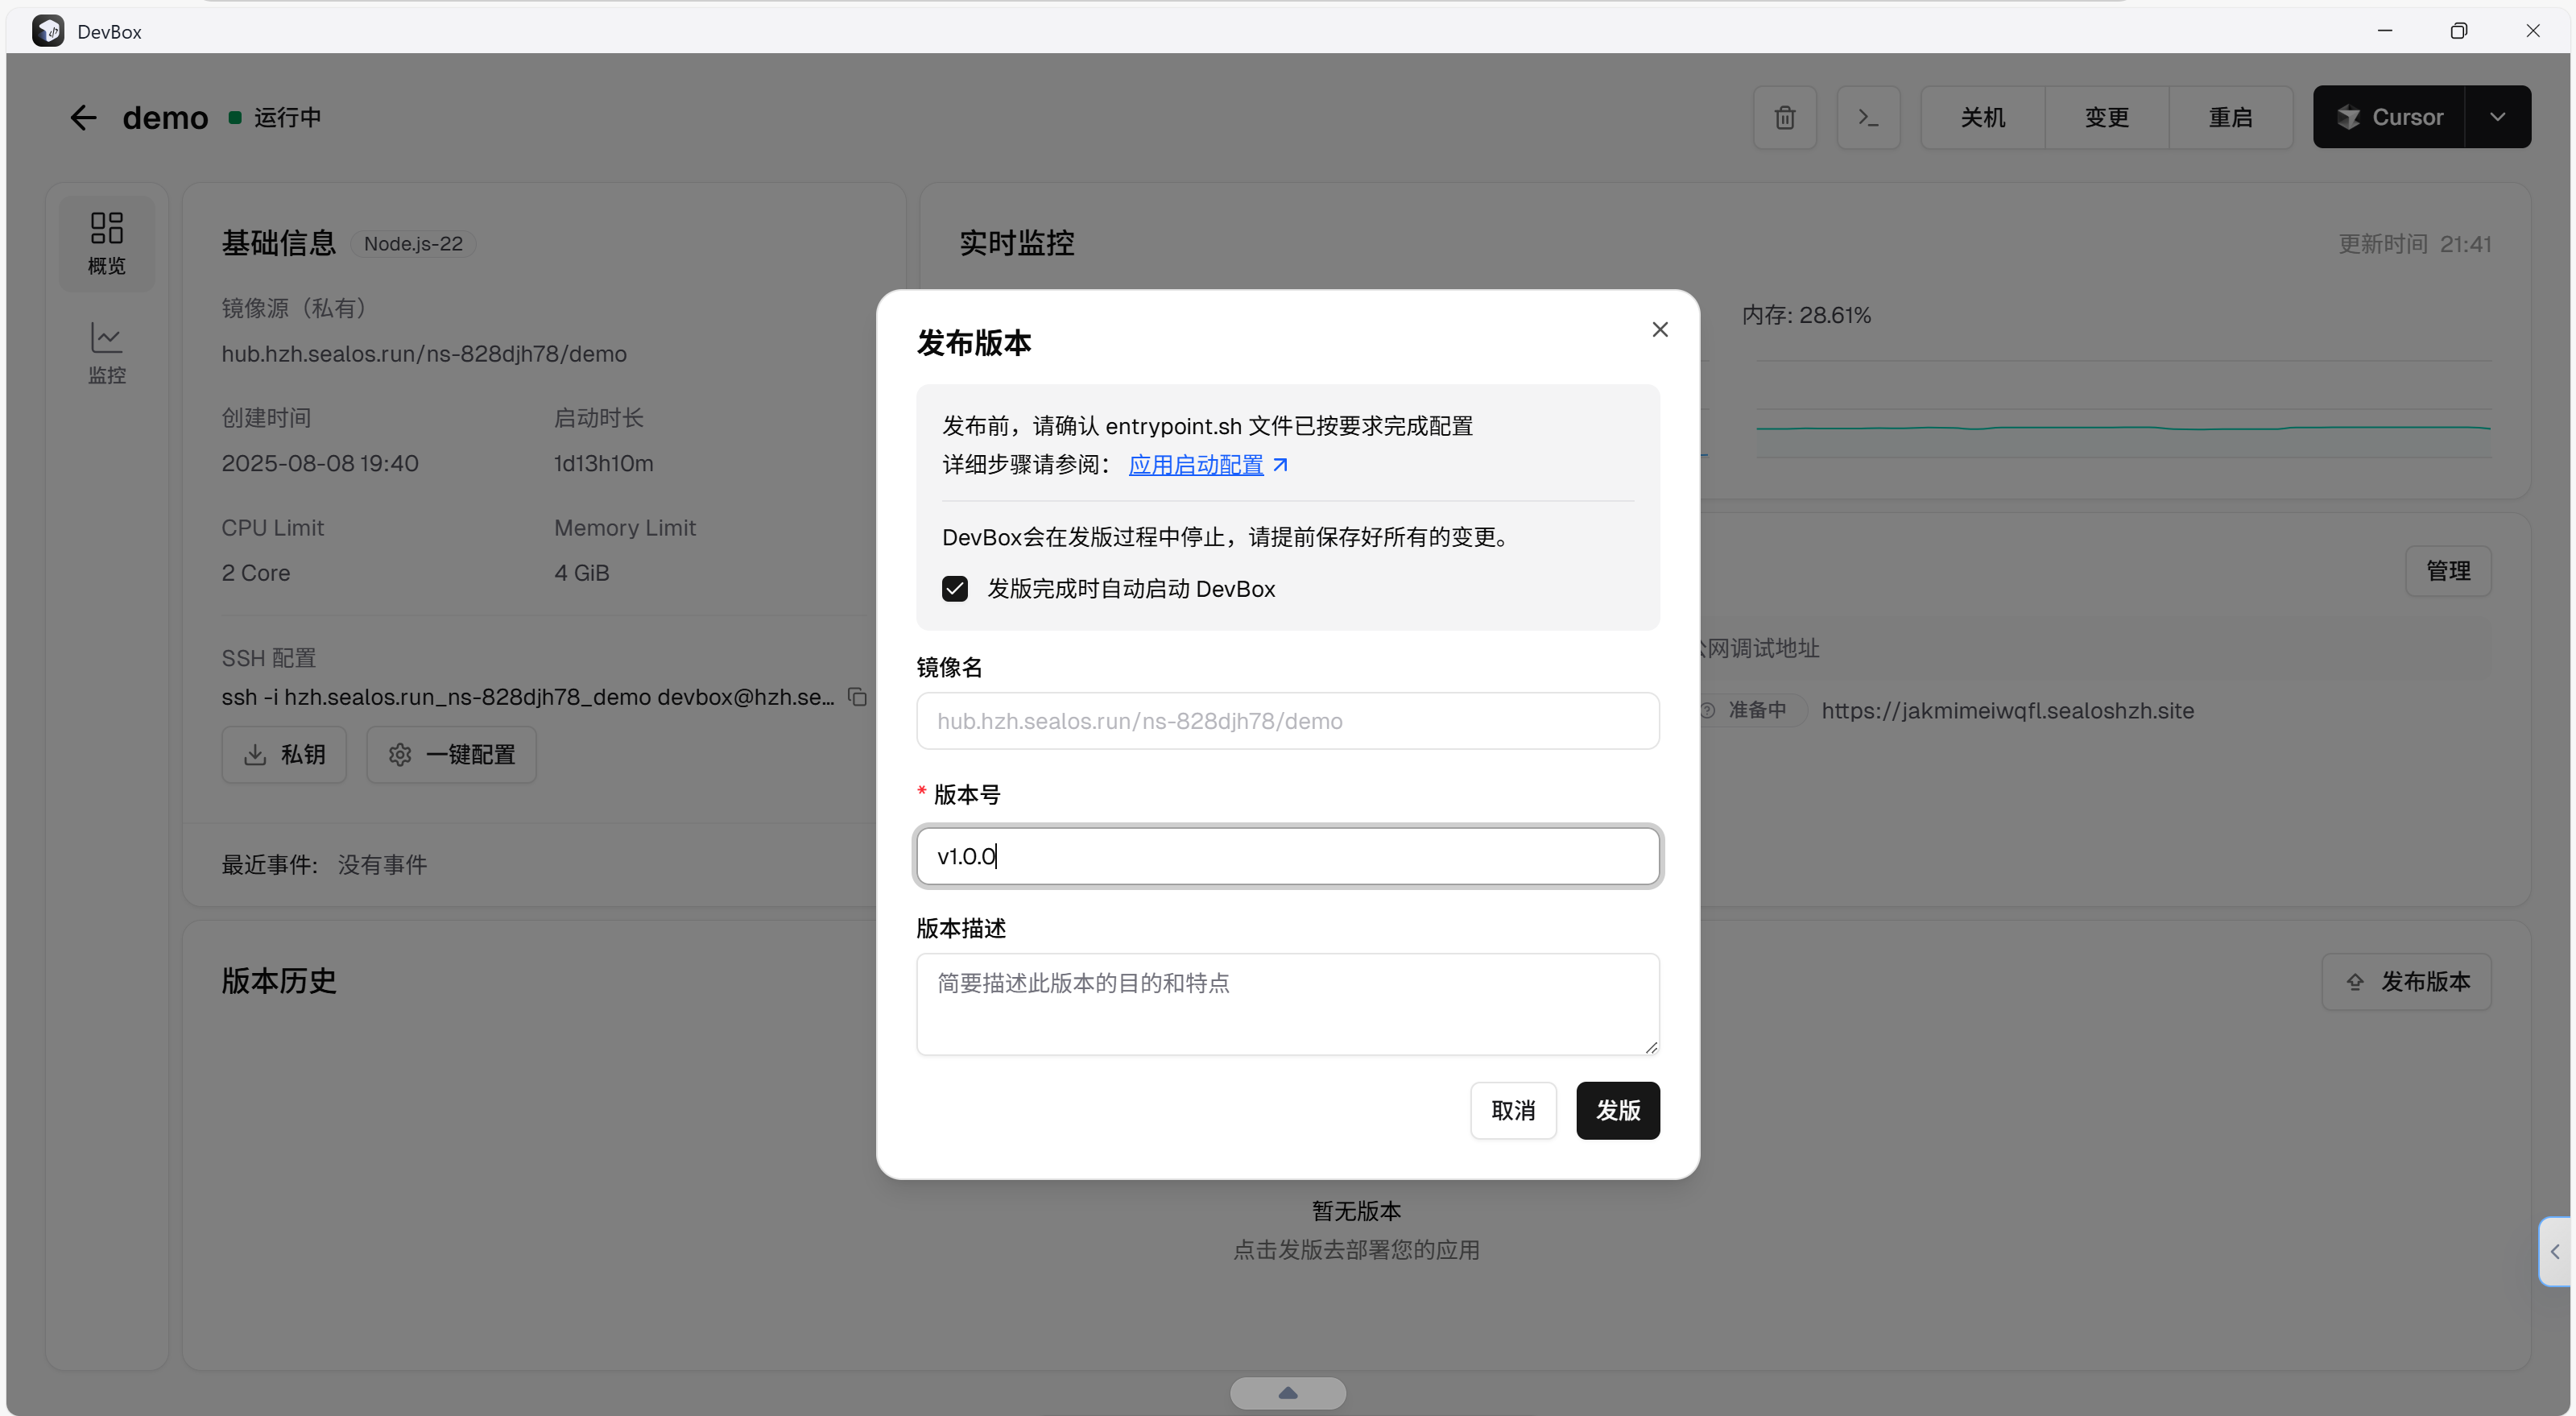 DevBox
demo 运行中
关机 变更 重启 Cursor
概览
监控
基础信息 Node.js-22
镜像源（私有）
hub.hzh.sealos.run/ns-828djh78/demo
创建时间 启动时长
2025-08-08 19:40 1d13h10m
CPU Limit Memory Limit
2 Core 4 GiB
SSH 配置
ssh -i hzh.sealos.run_ns-828djh78_demo devbox@hzh.se...
私钥 一键配置
最近事件: 没有事件
实时监控 更新时间 21:41
内存: 28.61%
管理
网调试地址
准备中 https://jakmimeiwqfl.sealoshzh.site
发布版本
发布前，请确认 entrypoint.sh 文件已按要求完成配置
详细步骤请参阅： 应用启动配置
DevBox会在发版过程中停止，请提前保存好所有的变更。
发版完成时自动启动 DevBox
镜像名
hub.hzh.sealos.run/ns-828djh78/demo
* 版本号
v1.0.0
版本描述
简要描述此版本的目的和特点
取消 发版
版本历史 发布版本
暂无版本
点击发版去部署您的应用